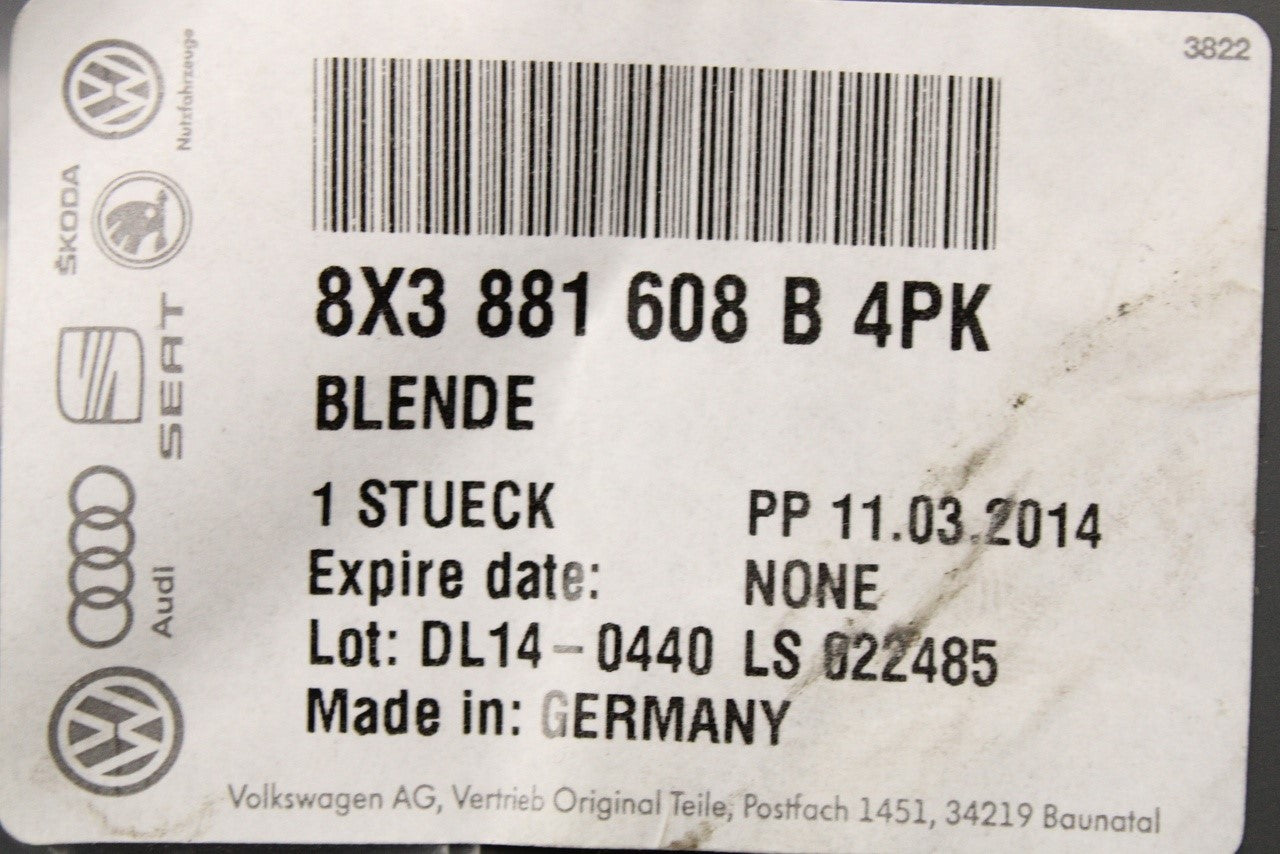 3822
Nutzfahrzeuge
ŠKODA
SEAT
Audi
8X3 881 608 B 4PK
BLENDE
1 STUECK PP 11.03.2014
Expire date: NONE
Lot: DL14-0440 LS 022485
Made in: GERMANY
Volkswagen AG, Vertrieb Original Teile, Postfach 1451, 34219 Baunatal